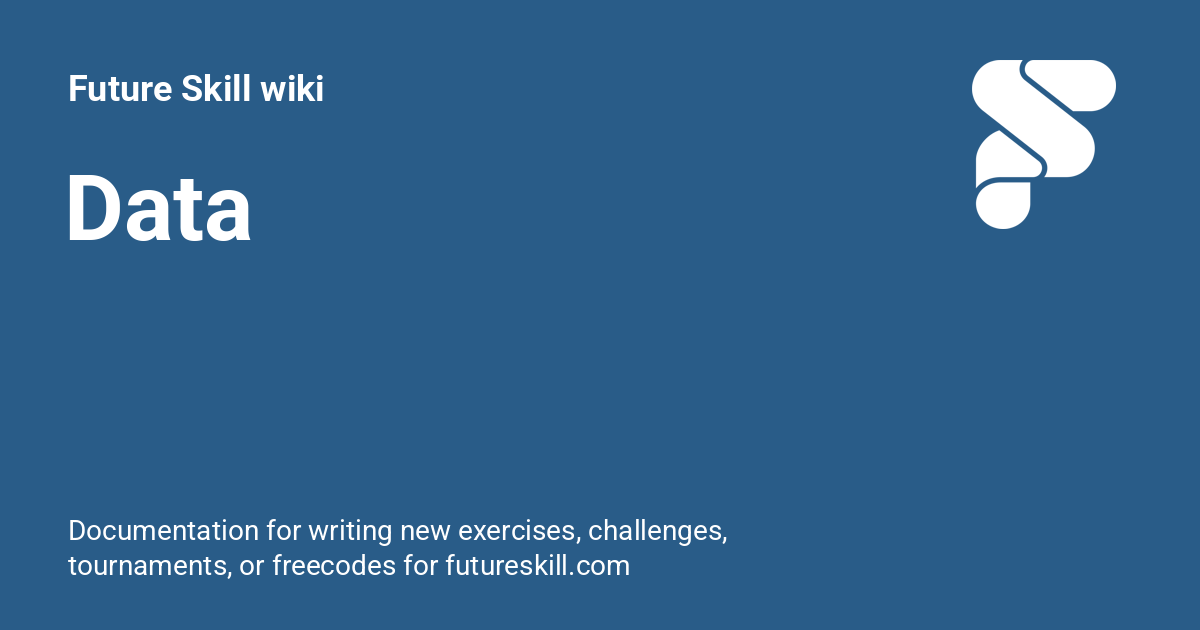 Future Skill wiki
Data
Documentation for writing new exercises, challenges,
tournaments, or freecodes for futureskill.com